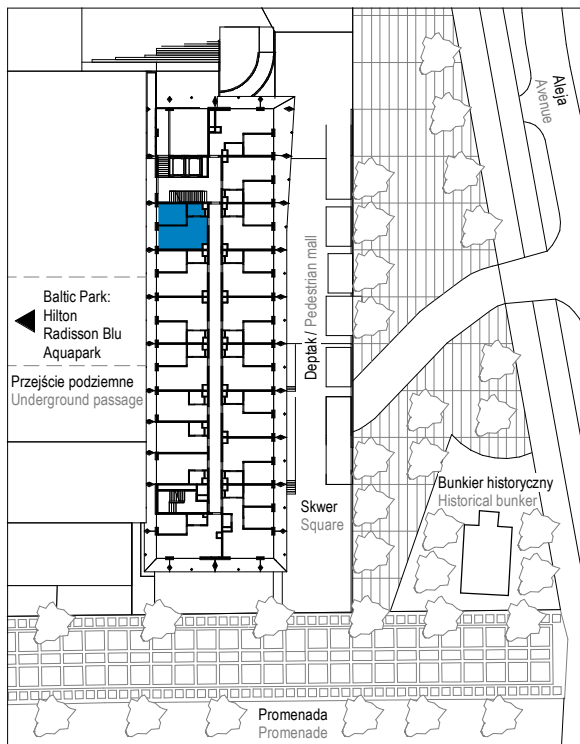 Aleja
Avenue
Deptak / Pedestrian mall
Baltic Park:
Hilton
Radisson Blu
Aquapark
Przejście podziemne
Underground passage
Bunkier historyczny
Historical bunker
Skwer
Square
Promenada
Promenade